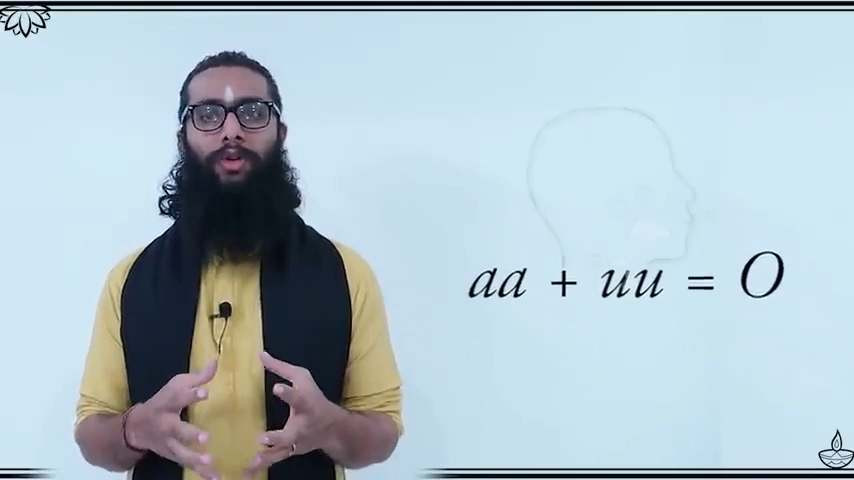 aa + uu = O